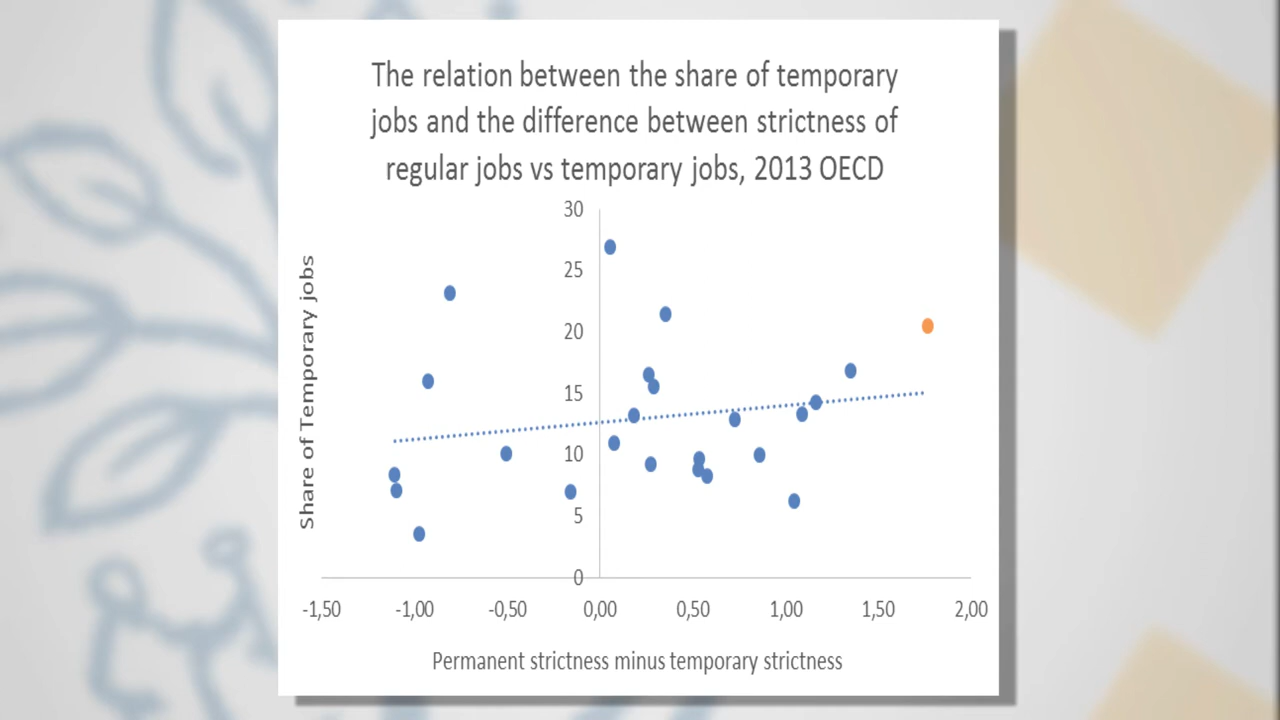 The relation between the share of temporary
jobs and the difference between strictness of
regular jobs vs temporary jobs, 2013 OECD
30
25
20
15
10
5
0
Share of Temporary jobs
-1,50 -1,00 -0,50 0,00 0,50 1,00 1,50 2,00
Permanent strictness minus temporary strictness